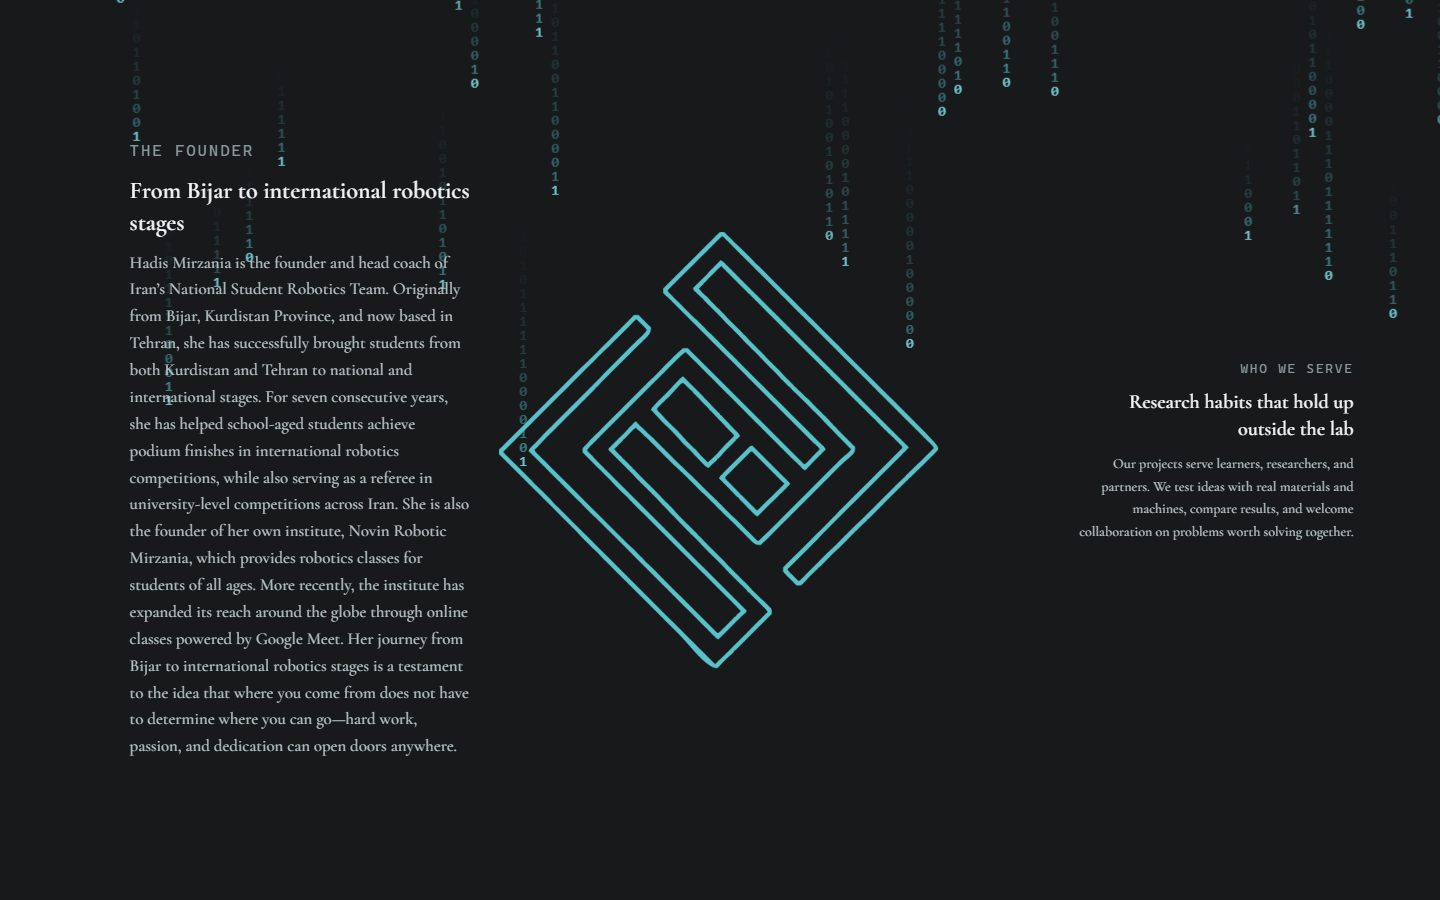 THE FOUNDER
From Bijar to international robotics
stages
Hadis Mirzania is the founder and head coach of
Iran’s National Student Robotics Team. Originally
from Bijar, Kurdistan Province, and now based in
Tehran, she has successfully brought students from
both Kurdistan and Tehran to national and
international stages. For seven consecutive years,
she has helped school-aged students achieve
podium finishes in international robotics
competitions, while also serving as a referee in
university-level competitions across Iran. She is also
the founder of her own institute, Novin Robotic
Mirzania, which provides robotics classes for
students of all ages. More recently, the institute has
expanded its reach around the globe through online
classes powered by Google Meet. Her journey from
Bijar to international robotics stages is a testament
to the idea that where you come from does not have
to determine where you can go—hard work,
passion, and dedication can open doors anywhere.
WHO WE SERVE
Research habits that hold up
outside the lab
Our projects serve learners, researchers, and
partners. We test ideas with real materials and
machines, compare results, and welcome
collaboration on problems worth solving together.